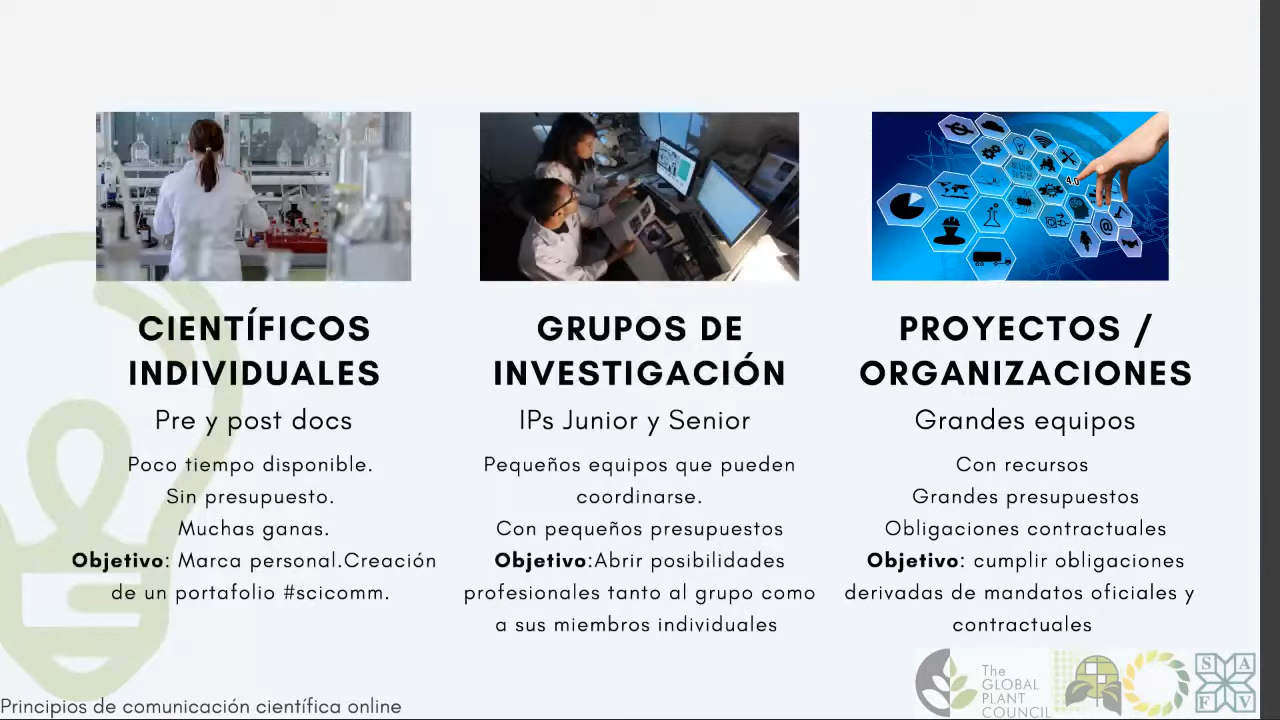 CIENTÍFICOS
INDIVIDUALES
Pre y post docs
Poco tiempo disponible.
Sin presupuesto.
Muchas ganas.
Objetivo: Marca personal.Creación
de un portafolio #scicomm.
GRUPOS DE
INVESTIGACIÓN
IPs Junior y Senior
Pequeños equipos que pueden
coordinarse.
Con pequeños presupuestos
Objetivo:Abrir posibilidades
profesionales tanto al grupo como
a sus miembros individuales
4.0
@
PROYECTOS /
ORGANIZACIONES
Grandes equipos
Con recursos
Grandes presupuestos
Obligaciones contractuales
Objetivo: cumplir obligaciones
derivadas de mandatos oficiales y
contractuales
Principios de comunicación científica online
The
GLOBAL
PLANT
COUNCIL
S A
F V